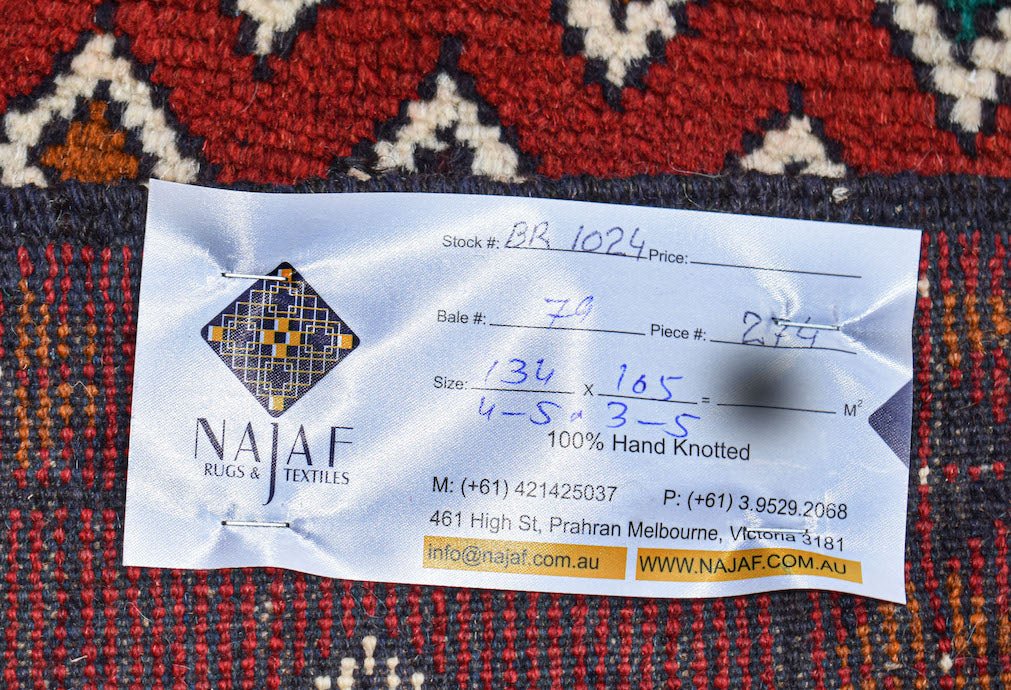 NAJAF
RUGS & TEXTILES
Stock #: BR 1024 Price:
Bale #: 79 Piece #: 274
Size: 134 x 105 = M²
4-5 x 3-5
100% Hand Knotted
M: (+61) 421425037 P: (+61) 3.9529.2068
461 High St, Prahran Melbourne, Victoria 3181
info@najaf.com.au WWW.NAJAF.COM.AU